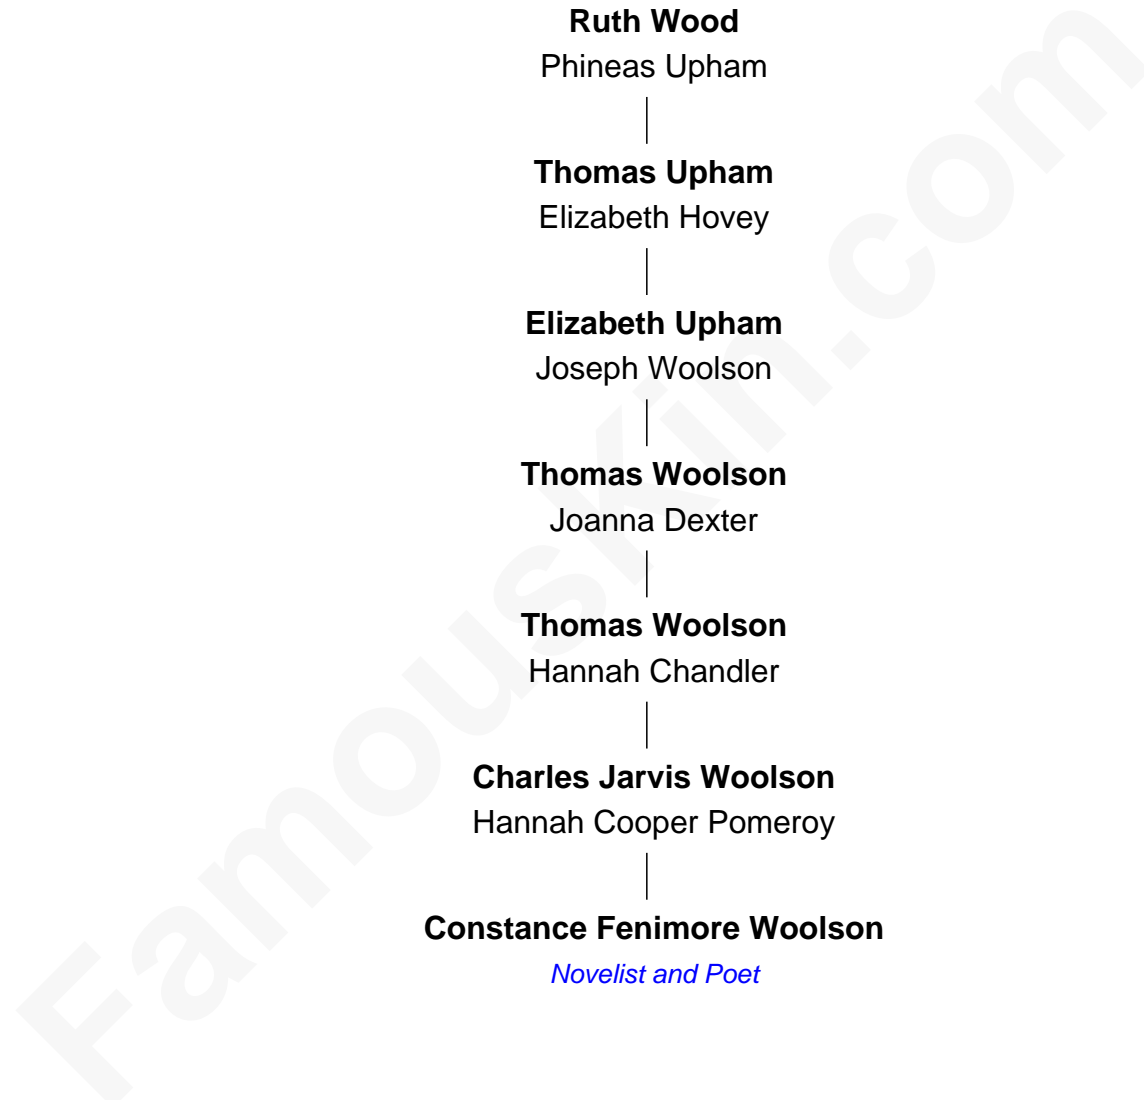 Ruth Wood
Phineas Upham
Thomas Upham
Elizabeth Hovey
Elizabeth Upham
Joseph Woolson
Thomas Woolson
Joanna Dexter
Thomas Woolson
Hannah Chandler
Charles Jarvis Woolson
Hannah Cooper Pomeroy
Constance Fenimore Woolson
Novelist and Poet
FamousKin.com